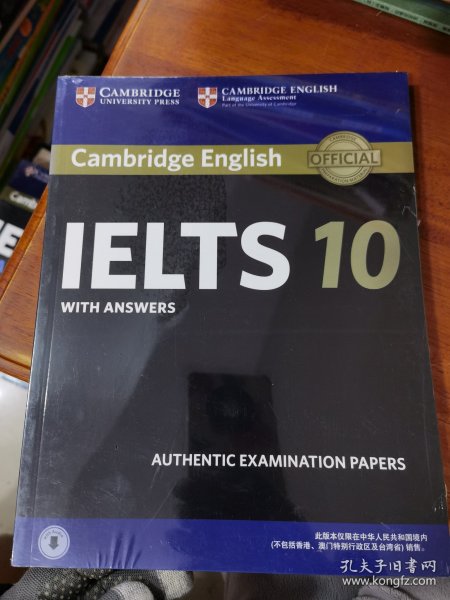 CAMBRIDGE
UNIVERSITY PRESS
CAMBRIDGE ENGLISH
Language Assessment
Part of the University of Cambridge
Cambridge English
CAMBRIDGE
OFFICIAL
IELTS 10
WITH ANSWERS
AUTHENTIC EXAMINATION PAPERS
此版本仅限在中华人民共和国境内
(不包括香港、澳门特别行政区及台湾省) 销售。
孔夫子旧书网
www.kongfz.com